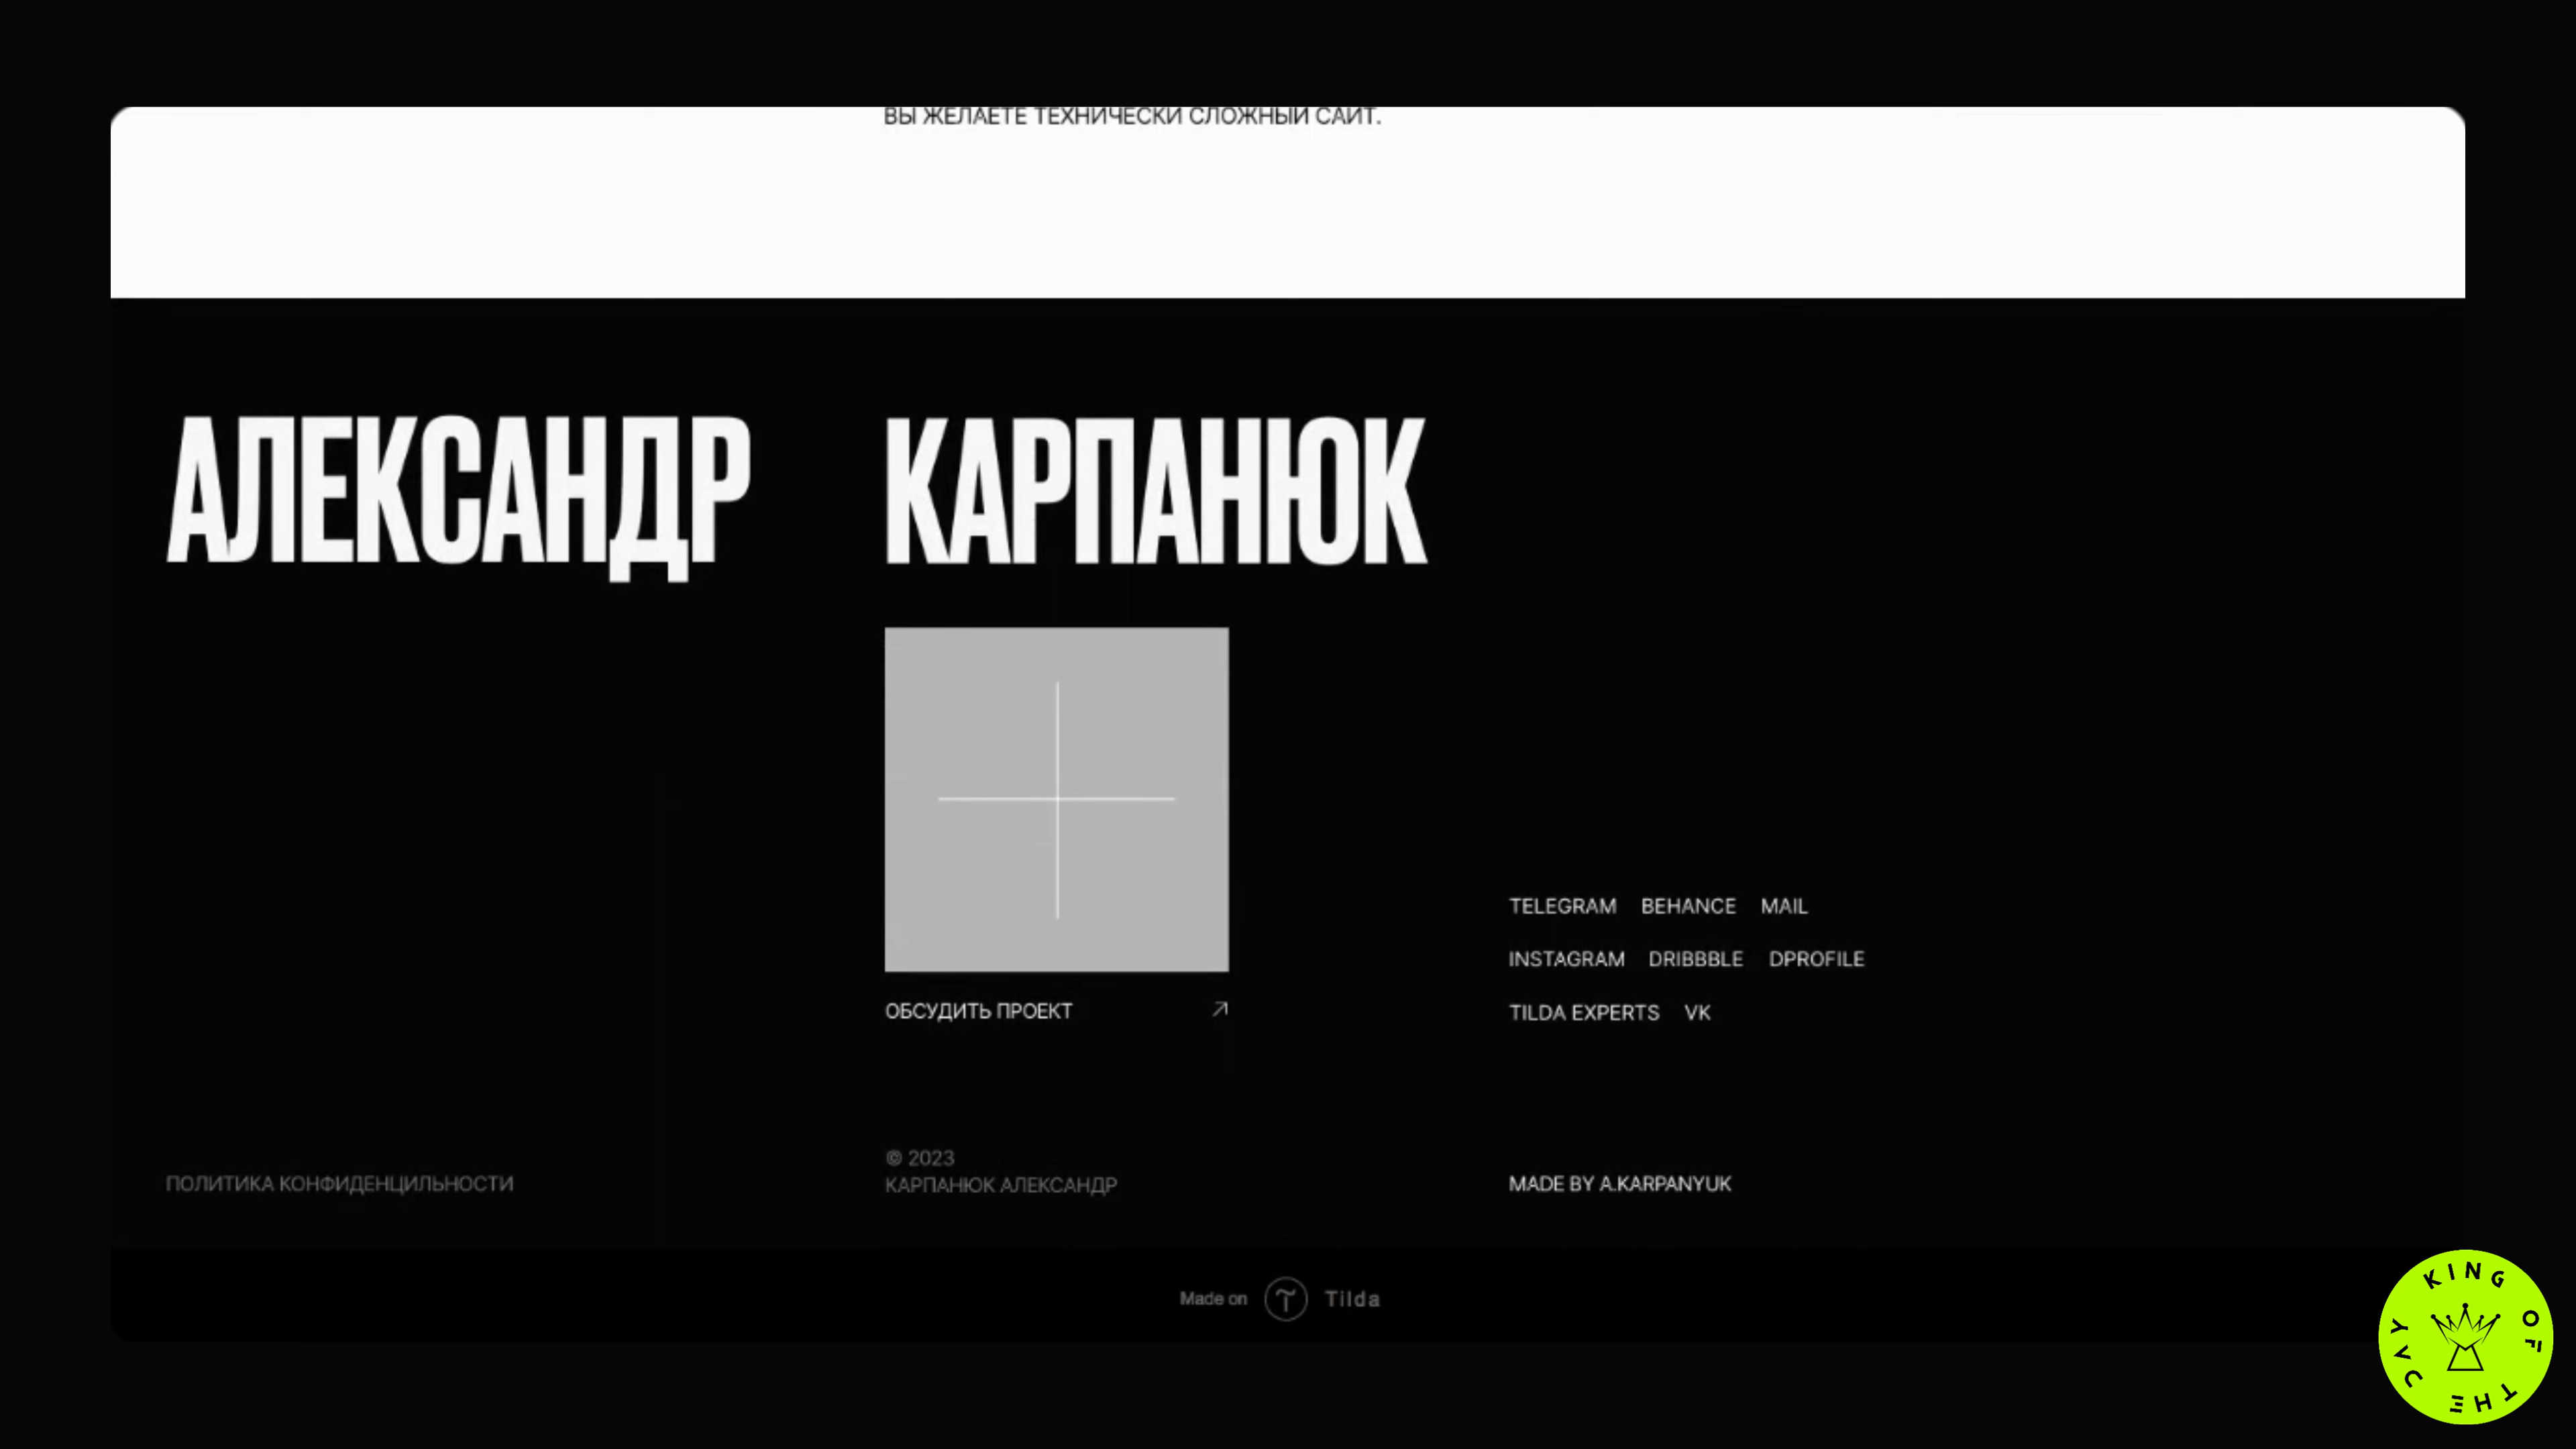 ВЫ ЖЕЛАЕТЕ ТЕХНИЧЕСКИ СЛОЖНЫЙ САЙТ.
АЛЕКСАНДР КАРПАНЮК
ОБСУДИТЬ ПРОЕКТ
TELEGRAM BEHANCE MAIL
INSTAGRAM DRIBBBLE DPROFILE
TILDA EXPERTS VK
ПОЛИТИКА КОНФИДЕНЦИЛЬНОСТИ
© 2023
КАРПАНЮК АЛЕКСАНДР
MADE BY A.KARPANYUK
Made on Tilda
KING OF THE DAY